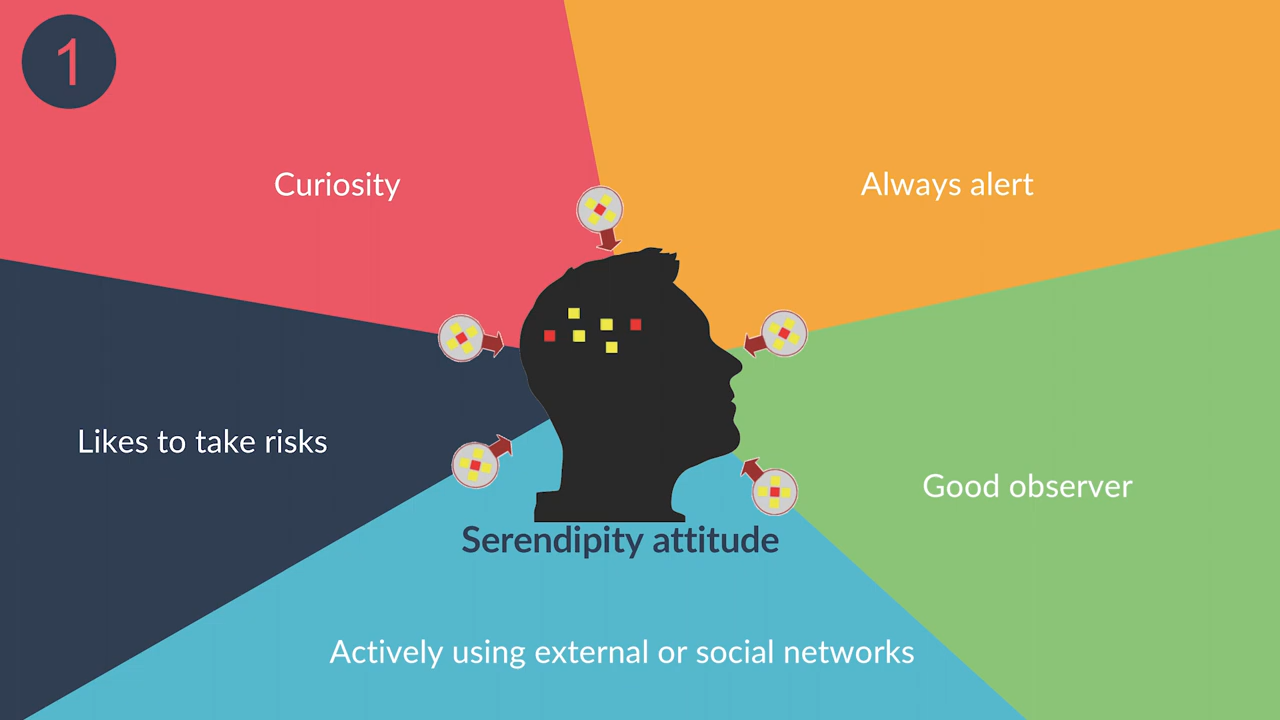 1
Curiosity
Always alert
Likes to take risks
Good observer
Serendipity attitude
Actively using external or social networks